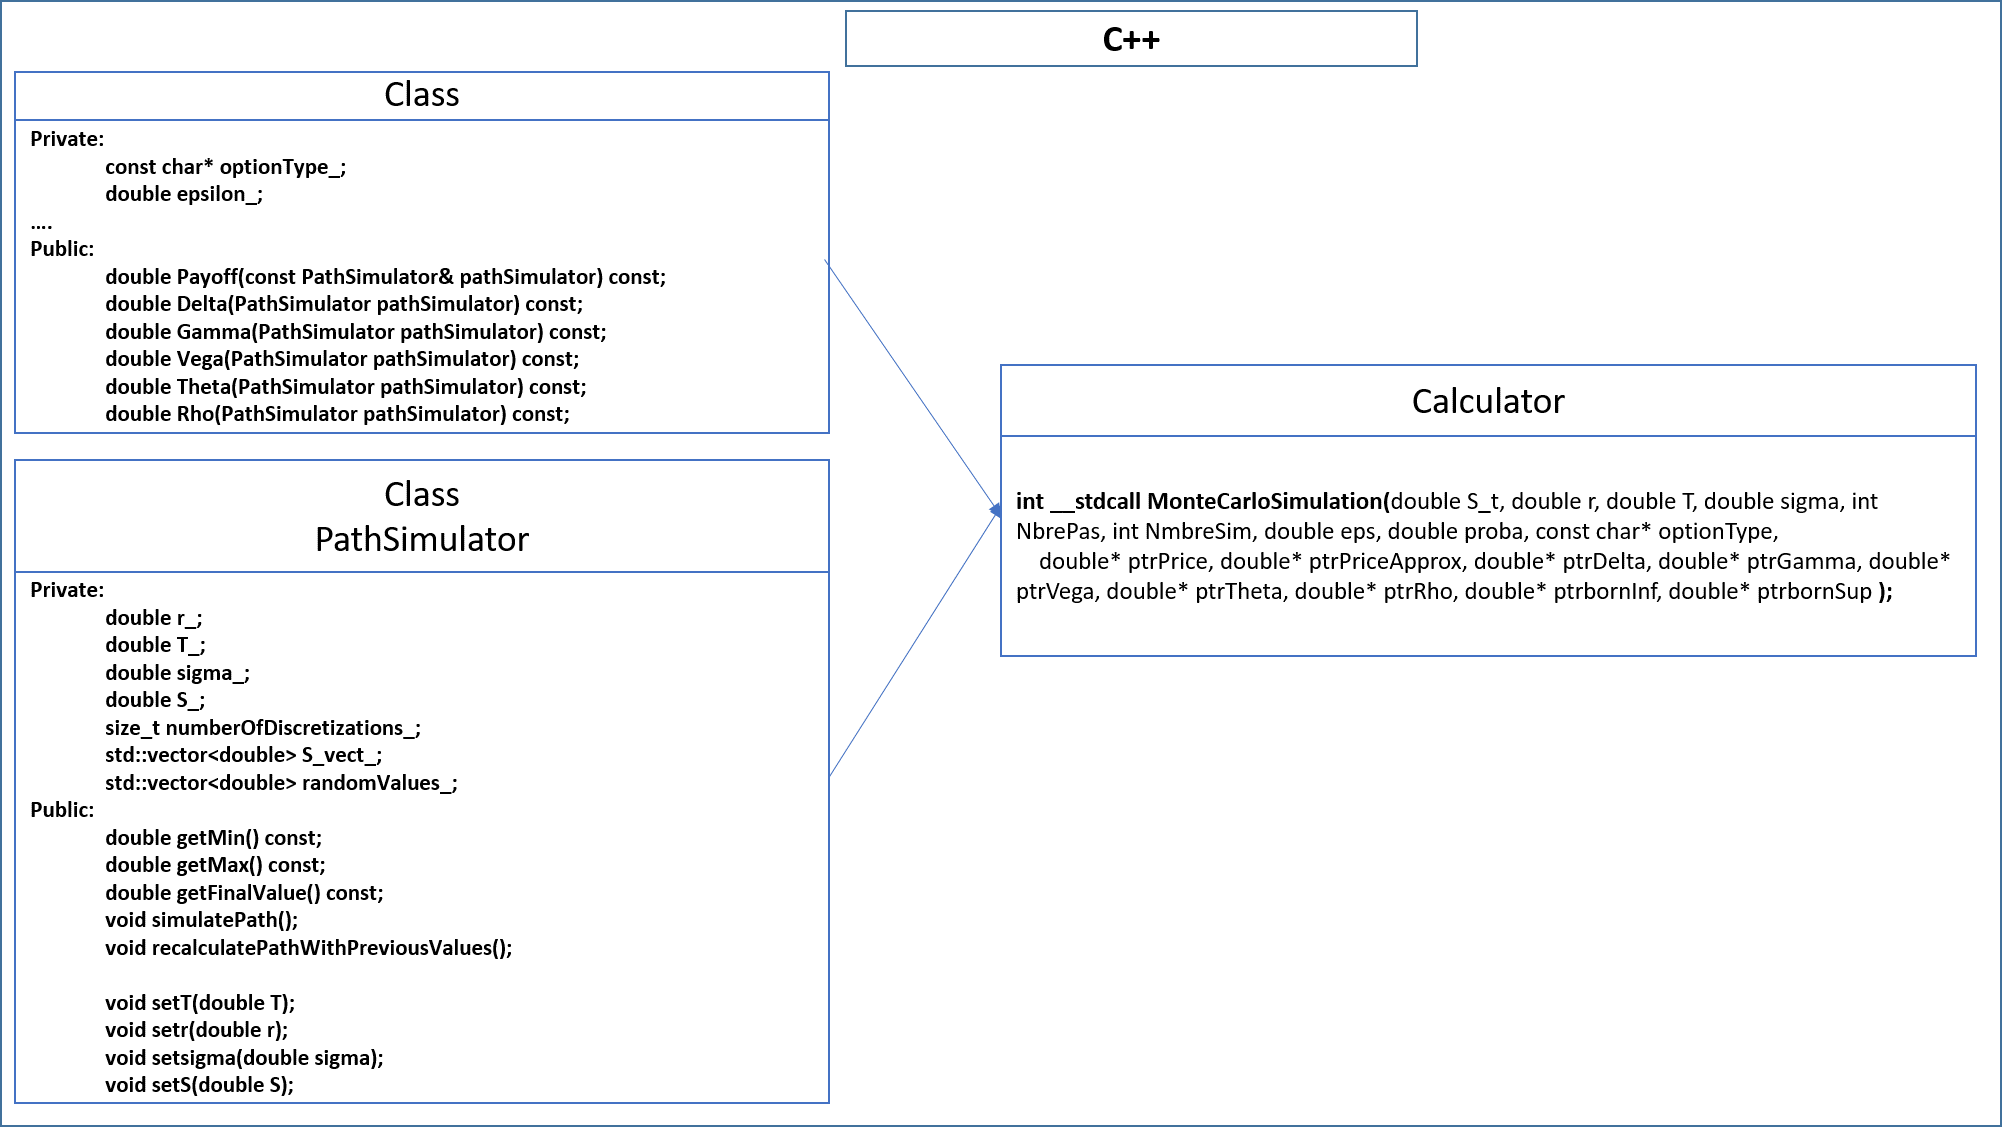 C++
Class
Private:
const char* optionType_;
double epsilon_;
....
Public:
double Payoff(const PathSimulator& pathSimulator) const;
double Delta(PathSimulator pathSimulator) const;
double Gamma(PathSimulator pathSimulator) const;
double Vega(PathSimulator pathSimulator) const;
double Theta(PathSimulator pathSimulator) const;
double Rho(PathSimulator pathSimulator) const;
Class
PathSimulator
Private:
double r_;
double T_;
double sigma_;
double S_;
size_t numberOfDiscretizations_;
std::vector<double> S_vect_;
std::vector<double> randomValues_;
Public:
double getMin() const;
double getMax() const;
double getFinalValue() const;
void simulatePath();
void recalculatePathWithPreviousValues();
void setT(double T);
void setr(double r);
void setsigma(double sigma);
void setS(double S);
Calculator
int __stdcall MonteCarloSimulation(double S_t, double r, double T, double sigma, int
NbrePas, int NmbreSim, double eps, double proba, const char* optionType,
double* ptrPrice, double* ptrPriceApprox, double* ptrDelta, double* ptrGamma, double*
ptrVega, double* ptrTheta, double* ptrRho, double* ptrbornInf, double* ptrbornSup );